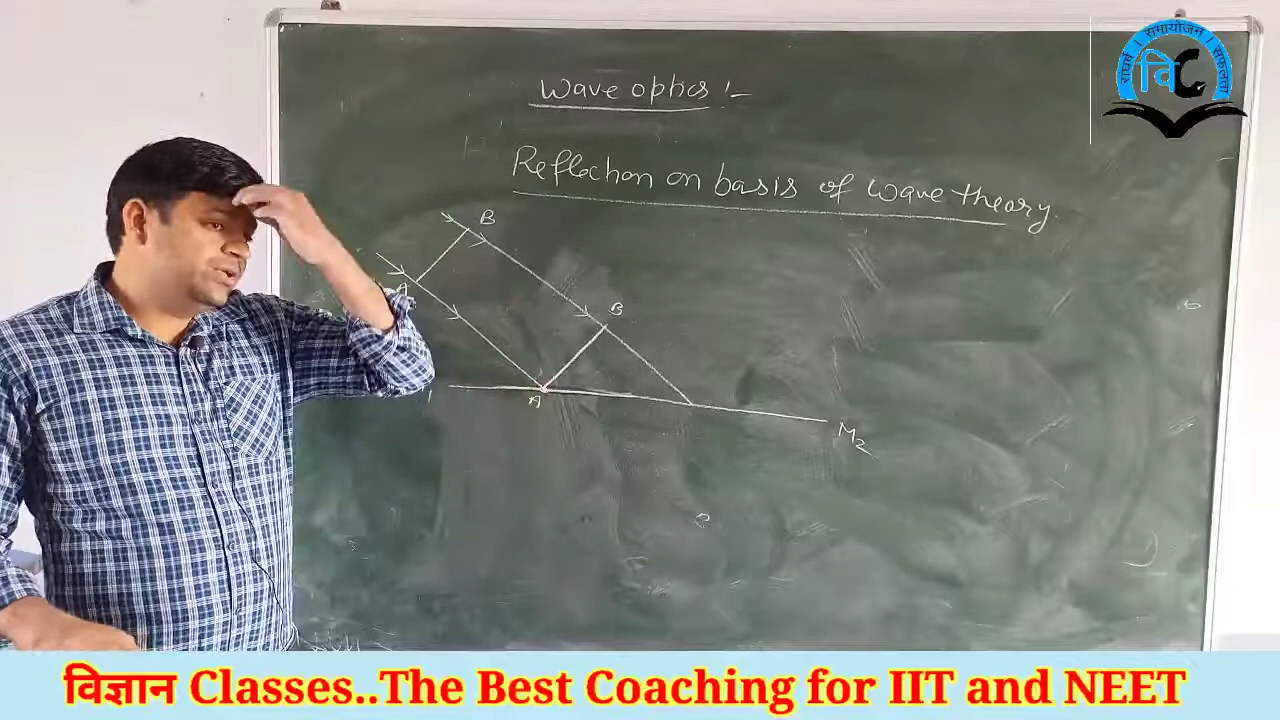 संघर्ष । समायोजन । सफलता
विC
Wave optics :-
Reflection on basis of wave theory.
B
A
B
A
M2
विज्ञान Classes..The Best Coaching for IIT and NEET